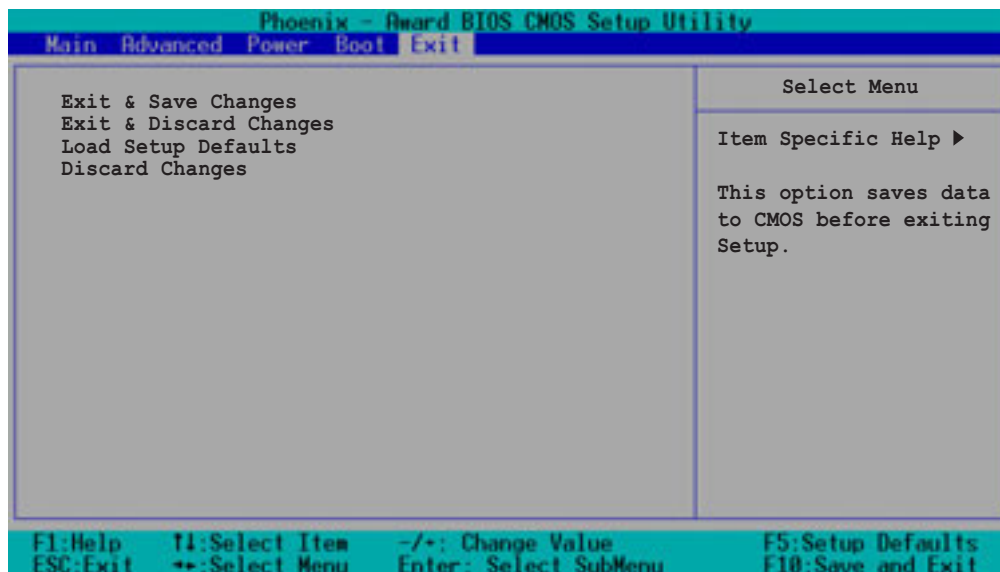 Phoenix - Award BIOS CMOS Setup Utility
Main Advanced Power Boot Exit
Exit & Save Changes
Exit & Discard Changes
Load Setup Defaults
Discard Changes
Select Menu
Item Specific Help ▶
This option saves data
to CMOS before exiting
Setup.
F1:Help ↑↓:Select Item -/+: Change Value F5:Setup Defaults
ESC:Exit ↔:Select Menu Enter: Select SubMenu F10:Save and Exit